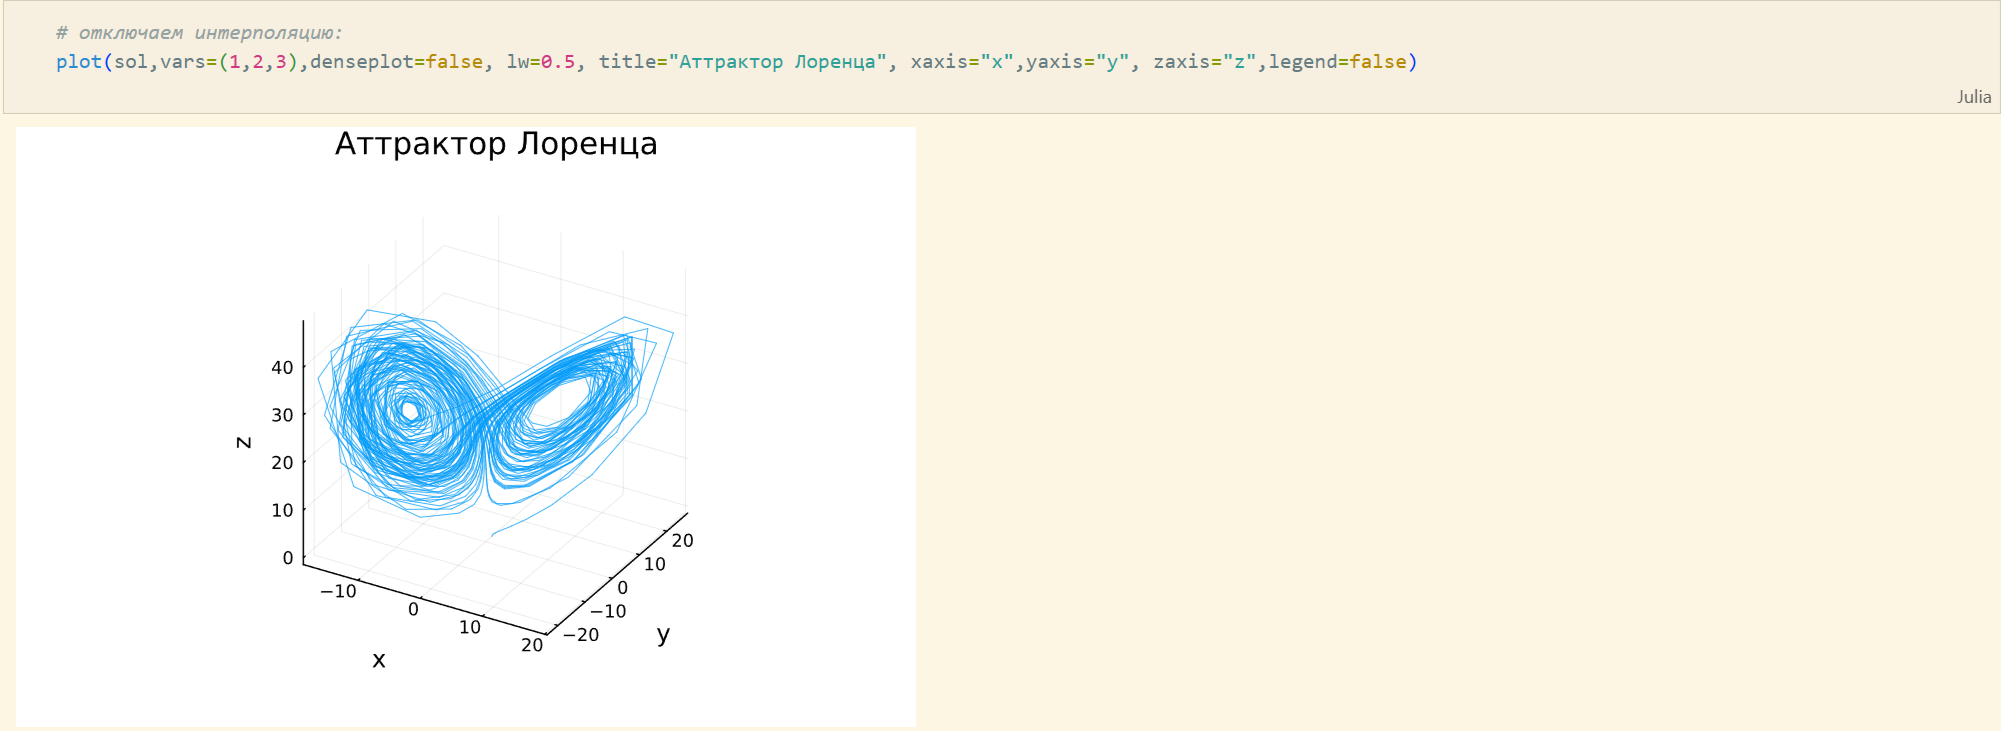 # отключаем интерполяцию:
plot(sol,vars=(1,2,3),denseplot=false, lw=0.5, title="Аттрактор Лоренца", xaxis="x",yaxis="y", zaxis="z",legend=false)
Julia
Аттрактор Лоренца
40
30
z
20
10
0
−10
0
10
20
x
20
10
0
−10
−20
y